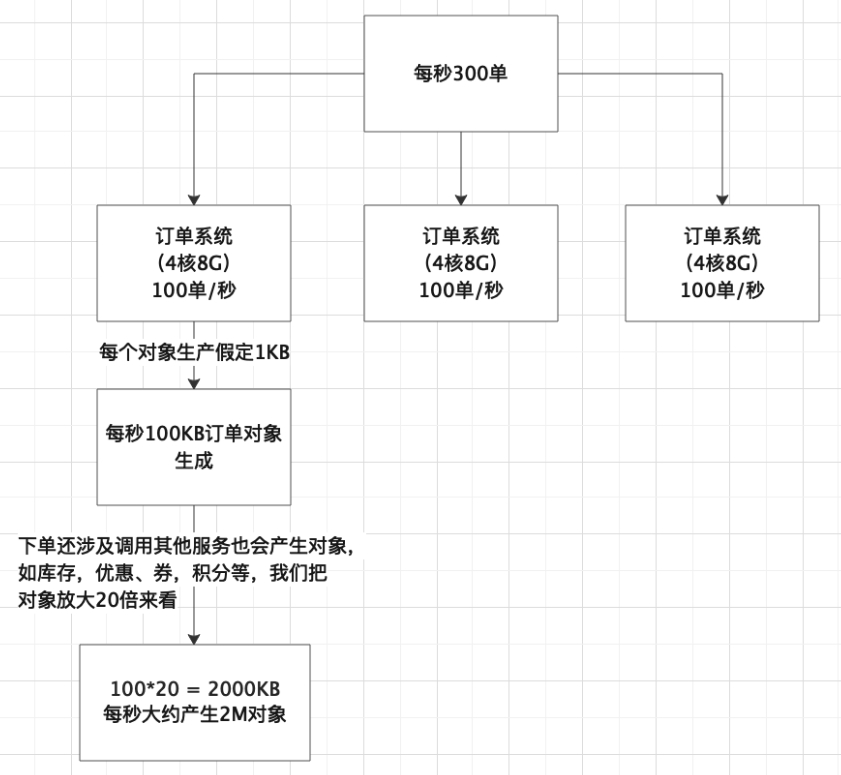 每秒300单
订单系统
（4核8G）
100单/秒
订单系统
（4核8G）
100单/秒
订单系统
（4核8G）
100单/秒
每个对象生产假定1KB
每秒100KB订单对象
生成
下单还涉及调用其他服务也会产生对象，
如库存，优惠、券，积分等，我们把
对象放大20倍来看
100*20 = 2000KB
每秒大约产生2M对象